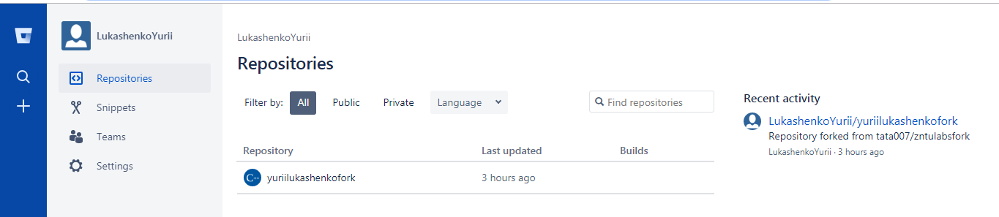 LukashenkoYurii
Repositories
Snippets
Teams
Settings
LukashenkoYurii
Repositories
Filter by: All Public Private Language Find repositories
Repository Last updated Builds
C++ yuriilukashenkofork 3 hours ago
Recent activity
LukashenkoYurii/yuriilukashenkofork
Repository forked from tata007/zntulabsfork
LukashenkoYurii · 3 hours ago